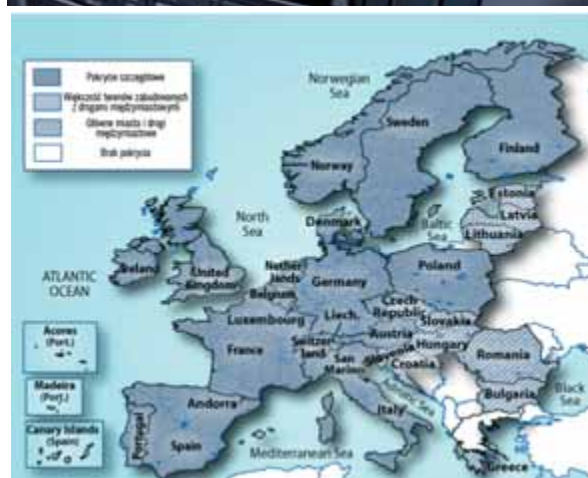 Pokrycie szczegółowe
Większość terenów zabudowanych
z drogami międzymiastowymi
Główne miasta i drogi
międzymiastowe
Brak pokrycia
Norwegian
Sea
Sweden
Finland
Norway
Estonia
North
Sea
Denmark
Baltic
Sea
Latvia
Lithuania
Ireland
United
Kingdom
Nether
lands
Poland
ATLANTIC
OCEAN
Germany
Belgium
Czech
Republic
Luxembourg
Liech.
Slovakia
Austria
Acores
(Port.)
France
Switzer
land
Hungary
Romania
San
Marino
Slovenia
Croatia
Madeira
(Port.)
Andorra
Adriatic Sea
Bulgaria
Black
Sea
Italy
Canary Islands
(Spain)
Portugal
Spain
Mediterranean Sea
Greece